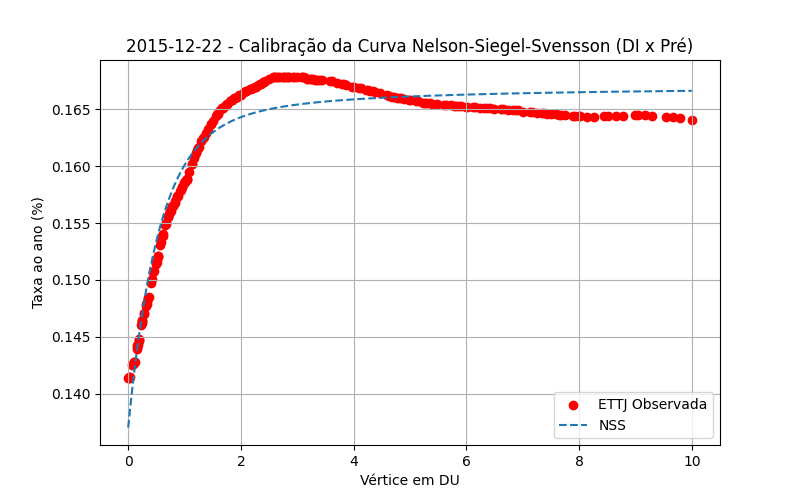 2015-12-22 - Calibração da Curva Nelson-Siegel-Svensson (DI x Pré)
Taxa ao ano (%)
0.165
0.160
0.155
0.150
0.145
0.140
ETTJ Observada
NSS
0 2 4 6 8 10
Vértice em DU